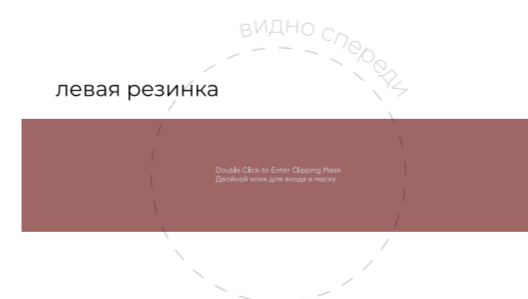 видно спереди
левая резинка
Double Click to Enter Clipping Mask
Двойной клик для входа в маску